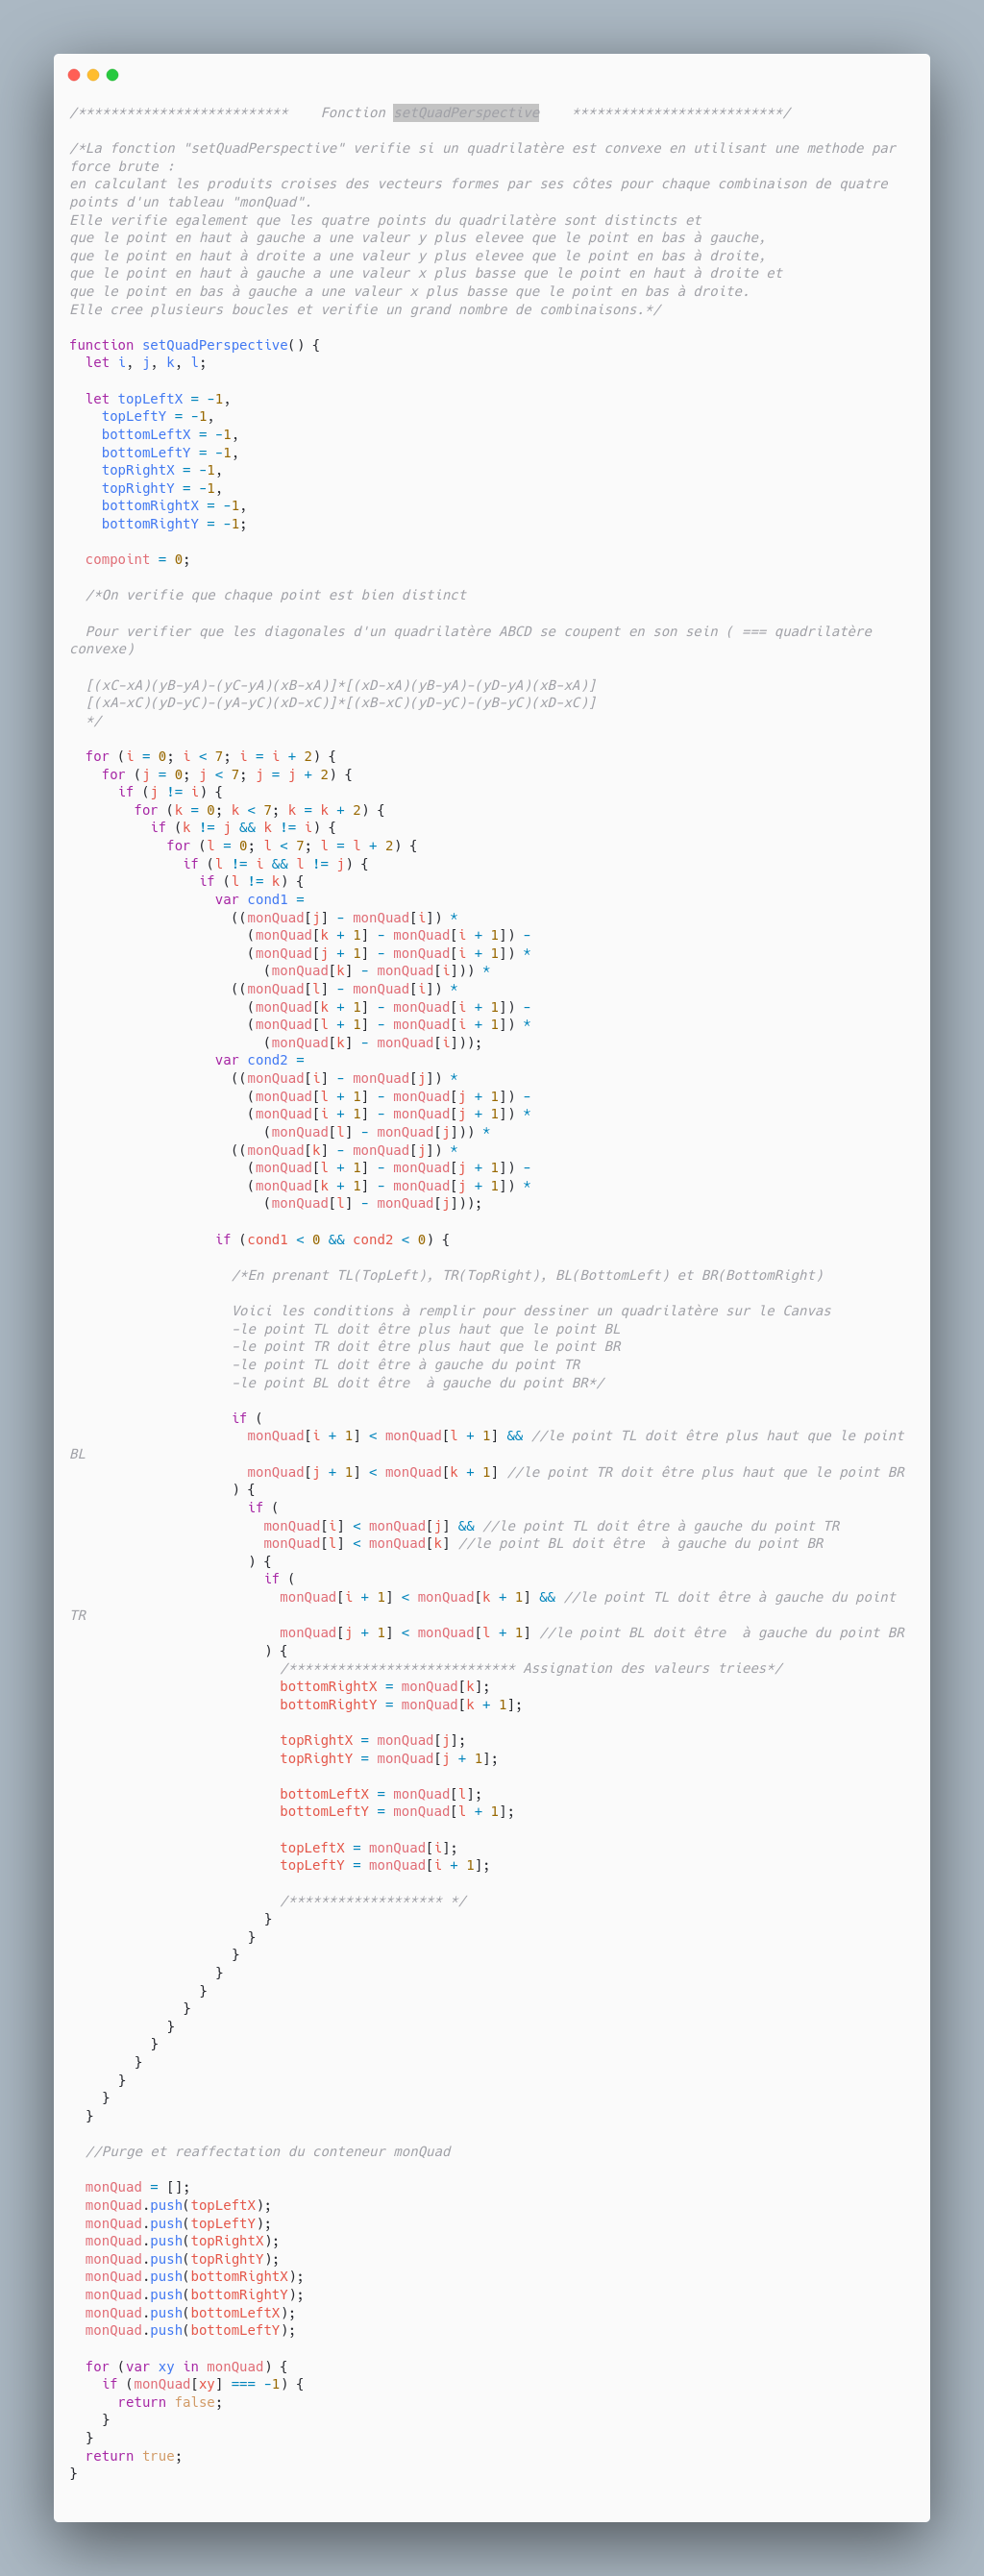 /**************************    Fonction setQuadPerspective    **************************/
/*La fonction "setQuadPerspective" verifie si un quadrilatère est convexe en utilisant une methode par
force brute :
en calculant les produits croises des vecteurs formes par ses côtes pour chaque combinaison de quatre
points d'un tableau "monQuad".
Elle verifie egalement que les quatre points du quadrilatère sont distincts et
que le point en haut à gauche a une valeur y plus elevee que le point en bas à gauche,
que le point en haut à droite a une valeur y plus elevee que le point en bas à droite,
que le point en haut à gauche a une valeur x plus basse que le point en haut à droite et
que le point en bas à gauche a une valeur x plus basse que le point en bas à droite.
Elle cree plusieurs boucles et verifie un grand nombre de combinaisons.*/
function setQuadPerspective() {
  let i, j, k, l;
  let topLeftX = -1,
    topLeftY = -1,
    bottomLeftX = -1,
    bottomLeftY = -1,
    topRightX = -1,
    topRightY = -1,
    bottomRightX = -1,
    bottomRightY = -1;
  compoint = 0;
  /*On verifie que chaque point est bien distinct
  Pour verifier que les diagonales d'un quadrilatère ABCD se coupent en son sein ( === quadrilatère
convexe)
  [(xC-xA)(yB-yA)-(yC-yA)(xB-xA)]*[(xD-xA)(yB-yA)-(yD-yA)(xB-xA)]
  [(xA-xC)(yD-yC)-(yA-yC)(xD-xC)]*[(xB-xC)(yD-yC)-(yB-yC)(xD-xC)]
  */
  for (i = 0; i < 7; i = i + 2) {
    for (j = 0; j < 7; j = j + 2) {
      if (j != i) {
        for (k = 0; k < 7; k = k + 2) {
          if (k != j && k != i) {
            for (l = 0; l < 7; l = l + 2) {
              if (l != i && l != j) {
                if (l != k) {
                  var cond1 =
                    ((monQuad[j] - monQuad[i]) *
                      (monQuad[k + 1] - monQuad[i + 1]) -
                      (monQuad[j + 1] - monQuad[i + 1]) *
                        (monQuad[k] - monQuad[i])) *
                    ((monQuad[l] - monQuad[i]) *
                      (monQuad[k + 1] - monQuad[i + 1]) -
                      (monQuad[l + 1] - monQuad[i + 1]) *
                        (monQuad[k] - monQuad[i]));
                  var cond2 =
                    ((monQuad[i] - monQuad[j]) *
                      (monQuad[l + 1] - monQuad[j + 1]) -
                      (monQuad[i + 1] - monQuad[j + 1]) *
                        (monQuad[l] - monQuad[j])) *
                    ((monQuad[k] - monQuad[j]) *
                      (monQuad[l + 1] - monQuad[j + 1]) -
                      (monQuad[k + 1] - monQuad[j + 1]) *
                        (monQuad[l] - monQuad[j]));
                  if (cond1 < 0 && cond2 < 0) {
                    /*En prenant TL(TopLeft), TR(TopRight), BL(BottomLeft) et BR(BottomRight)
                    Voici les conditions à remplir pour dessiner un quadrilatère sur le Canvas
                    -le point TL doit être plus haut que le point BL
                    -le point TR doit être plus haut que le point BR
                    -le point TL doit être à gauche du point TR
                    -le point BL doit être  à gauche du point BR*/
                    if (
                      monQuad[i + 1] < monQuad[l + 1] && //le point TL doit être plus haut que le point
BL
                      monQuad[j + 1] < monQuad[k + 1] //le point TR doit être plus haut que le point BR
                    ) {
                      if (
                        monQuad[i] < monQuad[j] && //le point TL doit être à gauche du point TR
                        monQuad[l] < monQuad[k] //le point BL doit être  à gauche du point BR
                      ) {
                        if (
                          monQuad[i + 1] < monQuad[k + 1] && //le point TL doit être à gauche du point
TR
                          monQuad[j + 1] < monQuad[l + 1] //le point BL doit être  à gauche du point BR
                        ) {
                          /**************************** Assignation des valeurs triees*/
                          bottomRightX = monQuad[k];
                          bottomRightY = monQuad[k + 1];
                          topRightX = monQuad[j];
                          topRightY = monQuad[j + 1];
                          bottomLeftX = monQuad[l];
                          bottomLeftY = monQuad[l + 1];
                          topLeftX = monQuad[i];
                          topLeftY = monQuad[i + 1];
                          /******************* */
                        }
                      }
                    }
                  }
                }
              }
            }
          }
        }
      }
    }
  }
  //Purge et reaffectation du conteneur monQuad
  monQuad = [];
  monQuad.push(topLeftX);
  monQuad.push(topLeftY);
  monQuad.push(topRightX);
  monQuad.push(topRightY);
  monQuad.push(bottomRightX);
  monQuad.push(bottomRightY);
  monQuad.push(bottomLeftX);
  monQuad.push(bottomLeftY);
  for (var xy in monQuad) {
    if (monQuad[xy] === -1) {
      return false;
    }
  }
  return true;
}